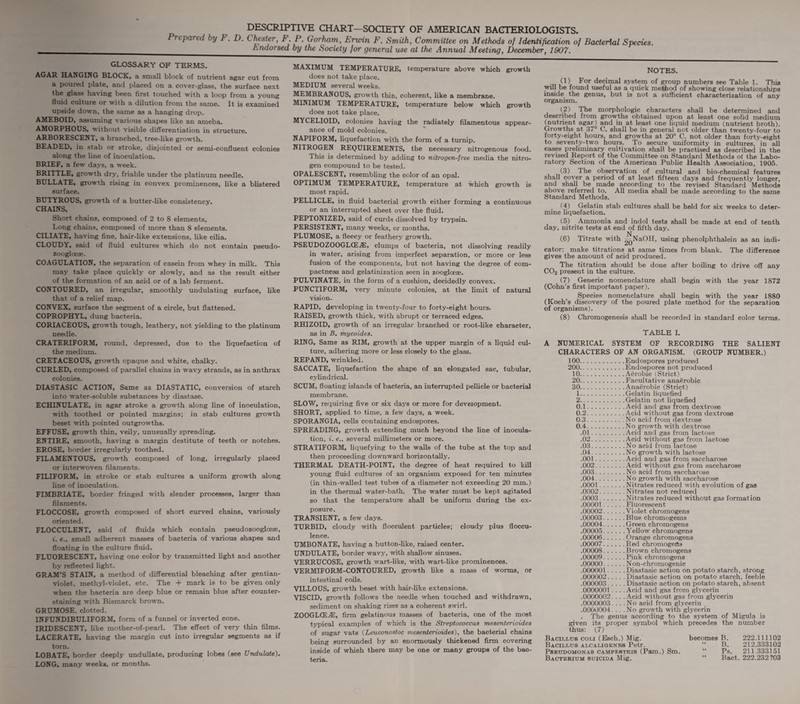 DESCRIPTIVE CHART—SOCIETY OF AMERICAN BACTERIOLOGISTS.
Prepared by F. D. Chester, F. P. Gorham, Erwin F. Smith, Committee on Methods of Identification of Bacterial Species.
Endorsed by the Society for general use at the Annual Meeting, December, 1907.
GLOSSARY OF TERMS.
AGAR HANGING BLOCK, a small block of nutrient agar cut from
a poured plate, and placed on a cover-glass, the surface next
the glass having been first touched with a loop from a young
fluid culture or with a dilution from the same. It is examined
upside down, the same as a hanging drop.
AMEBOID, assuming various shapes like an ameba.
AMORPHOUS, without visible differentiation in structure.
ARBORESCENT, a branched, tree-like growth.
BEADED, in stab or stroke, disjointed or semi-confluent colonies
along the line of inoculation.
BRIEF, a few days, a week.
BRITTLE, growth dry, friable under the platinum needle.
BULLATE, growth rising in convex prominences, like a blistered
surface.
BUTYROUS, growth of a butter-like consistency.
CHAINS,
Short chains, composed of 2 to 8 elements.
Long chains, composed of more than 8 elements.
CILIATE, having fine, hair-like extensions, like cilia.
CLOUDY, said of fluid cultures which do not contain pseudo-
zoogloeæ.
COAGULATION, the separation of casein from whey in milk. This
may take place quickly or slowly, and as the result either
of the formation of an acid or of a lab ferment.
CONTOURED, an irregular, smoothly undulating surface, like
that of a relief map.
CONVEX, surface the segment of a circle, but flattened.
COPROPHYL, dung bacteria.
CORIACEOUS, growth tough, leathery, not yielding to the platinum
needle.
CRATERIFORM, round, depressed, due to the liquefaction of
the medium.
CRETACEOUS, growth opaque and white, chalky.
CURLED, composed of parallel chains in wavy strands, as in anthrax
colonies.
DIASTASIC ACTION, Same as DIASTATIC, conversion of starch
into water-soluble substances by diastase.
ECHINULATE, in agar stroke a growth along line of inoculation,
with toothed or pointed margins; in stab cultures growth
beset with pointed outgrowths.
EFFUSE, growth thin, veily, unusually spreading.
ENTIRE, smooth, having a margin destitute of teeth or notches.
EROSE, border irregularly toothed.
FILAMENTOUS, growth composed of long, irregularly placed
or interwoven filaments.
FILIFORM, in stroke or stab cultures a uniform growth along
line of inoculation.
FIMBRIATE, border fringed with slender processes, larger than
filaments.
FLOCCOSE, growth composed of short curved chains, variously
oriented.
FLOCCULENT, said of fluids which contain pseudozoogloeæ,
i. e., small adherent masses of bacteria of various shapes and
floating in the culture fluid.
FLUORESCENT, having one color by transmitted light and another
by reflected light.
GRAM'S STAIN, a method of differential bleaching after gentian-
violet, methyl-violet, etc. The + mark is to be given only
when the bacteria are deep blue or remain blue after counter-
staining with Bismarck brown.
GRUMOSE, clotted.
INFUNDIBULIFORM, form of a funnel or inverted cone.
IRIDESCENT, like mother-of-pearl. The effect of very thin films.
LACERATE, having the margin cut into irregular segments as if
torn.
LOBATE, border deeply undullate, producing lobes (see Undulate).
LONG, many weeks, or months.
MAXIMUM TEMPERATURE, temperature above which growth
does not take place.
MEDIUM several weeks.
MEMBRANOUS, growth thin, coherent, like a membrane.
MINIMUM TEMPERATURE, temperature below which growth
does not take place.
MYCELIOID, colonies having the radiately filamentous appear-
ance of mold colonies.
NAPIFORM, liquefaction with the form of a turnip.
NITROGEN REQUIREMENTS, the necessary nitrogenous food.
This is determined by adding to nitrogen-free media the nitro-
gen compound to be tested.
OPALESCENT, resembling the color of an opal.
OPTIMUM TEMPERATURE, temperature at which growth is
most rapid.
PELLICLE, in fluid bacterial growth either forming a continuous
or an interrupted sheet over the fluid.
PEPTONIZED, said of curds dissolved by trypsin.
PERSISTENT, many weeks, or months.
PLUMOSE, a fleecy or feathery growth.
PSEUDOZOOGLOEÆ, clumps of bacteria, not dissolving readily
in water, arising from imperfect separation, or more or less
fusion of the components, but not having the degree of com-
pactness and gelatinization seen in zoogloeæ.
PULVINATE, in the form of a cushion, decidedly convex.
PUNCTIFORM, very minute colonies, at the limit of natural
vision.
RAPID, developing in twenty-four to forty-eight hours.
RAISED, growth thick, with abrupt or terraced edges.
RHIZOID, growth of an irregular branched or root-like character,
as in B. mycoides.
RING, Same as RIM, growth at the upper margin of a liquid cul-
ture, adhering more or less closely to the glass.
REPAND, wrinkled.
SACCATE, liquefaction the shape of an elongated sac, tubular,
cylindrical.
SCUM, floating islands of bacteria, an interrupted pellicle or bacterial
membrane.
SLOW, requiring five or six days or more for development.
SHORT, applied to time, a few days, a week.
SPORANGIA, cells containing endospores.
SPREADING, growth extending much beyond the line of inocula-
tion, i. e., several millimeters or more.
STRATIFORM, liquefying to the walls of the tube at the top and
then proceeding downward horizontally.
THERMAL DEATH-POINT, the degree of heat required to kill
young fluid cultures of an organism exposed for ten minutes
(in thin-walled test tubes of a diameter not exceeding 20 mm.)
in the thermal water-bath. The water must be kept agitated
so that the temperature shall be uniform during the ex-
posure.
TRANSIENT, a few days.
TURBID, cloudy with flocculent particles; cloudy plus floccu-
lence.
UMBONATE, having a button-like, raised center.
UNDULATE, border wavy, with shallow sinuses.
VERRUCOSE, growth wart-like, with wart-like prominences.
VERMIFORM-CONTOURED, growth like a mass of worms, or
intestinal coils.
VILLOUS, growth beset with hair-like extensions.
VISCID, growth follows the needle when touched and withdrawn,
sediment on shaking rises as a coherent swirl.
ZOOGLOEÆ, firm gelatinous masses of bacteria, one of the most
typical examples of which is the Streptococcus mesenterioides
of sugar vats (Leuconostoc mesenterioides), the bacterial chains
being surrounded by an enormously thickened firm covering
inside of which there may be one or many groups of the bac-
teria.
NOTES.
(1) For decimal system of group numbers see Table 1. This
will be found useful as a quick method of showing close relationships
inside the genus, but is not a sufficient characterization of any
organism.
(2) The morphologic characters shall be determined and
described from growths obtained upon at least one solid medium
(nutrient agar) and in at least one liquid medium (nutrient broth).
Growths at 37° C. shall be in general not older than twenty-four to
forty-eight hours, and growths at 20° C. not older than forty-eight
to seventy-two hours. To secure uniformity in cultures, in all
cases preliminary cultivation shall be practised as described in the
revised Report of the Committee on Standard Methods of the Labo-
ratory Section of the American Public Health Association, 1905.
(3) The observation of cultural and bio-chemical features
shall cover a period of at least fifteen days and frequently longer,
and shall be made according to the revised Standard Methods
above referred to. All media shall be made according to the same
Standard Methods.
(4) Gelatin stab cultures shall be held for six weeks to deter-
mine liquefaction.
(5) Ammonia and indol tests shall be made at end of tenth
day, nitrite tests at end of fifth day.
(6) Titrate with N/20 NaOH, using phenolphthalein as an indi-
cator: make titrations at same times from blank. The difference
gives the amount of acid produced.
The titration should be done after boiling to drive off any
CO₂ present in the culture.
(7) Generic nomenclature shall begin with the year 1872
(Cohn's first important paper).
Species nomenclature shall begin with the year 1880
(Koch's discovery of the poured plate method for the separation
of organisms).
(8) Chromogenesis shall be recorded in standard color terms.
TABLE I.
A NUMERICAL SYSTEM OF RECORDING THE SALIENT
CHARACTERS OF AN ORGANISM. (GROUP NUMBER.)
100............Endospores produced
200............Endospores not produced
10............Aërobic (Strict)
20............Facultative anaërobic
30............Anaërobic (Strict)
1............Gelatin liquefied
2............Gelatin not liquefied
0.1............Acid and gas from dextrose
0.2............Acid without gas from dextrose
0.3............No acid from dextrose
0.4............No growth with dextrose
.01............Acid and gas from lactose
.02............Acid without gas from lactose
.03............No acid from lactose
.04............No growth with lactose
.001............Acid and gas from saccharose
.002............Acid without gas from saccharose
.003............No acid from saccharose
.004............No growth with saccharose
.0001............Nitrates reduced with evolution of gas
.0002............Nitrates not reduced
.0003............Nitrates reduced without gas formation
.00001............Fluorescent
.00002............Violet chromogens
.00003............Blue chromogens
.00004............Green chromogens
.00005............Yellow chromogens
.00006............Orange chromogens
.00007............Red chromogens
.00008............Brown chromogens
.00009............Pink chromogens
.00000............Non-chromogenic
.000001............Diastasic action on potato starch, strong
.000002............Diastasic action on potato starch, feeble
.000003............Diastasic action on potato starch, absent
.0000001............Acid and gas from glycerin
.0000002............Acid without gas from glycerin
.0000003............No acid from glycerin
.0000004............No growth with glycerin
The genus according to the system of Migula is
given its proper symbol which precedes the number
thus: (7)
BACILLUS COLI (Esch.) Mig. becomes B. 222.111102
BACILLUS ALCALIGENES Petr. " B. 212.333102
PSEUDOMONAS CAMPESTRIS (Pam.) Sm. " Ps. 211.333151
BACTERIUM SUICIDA Mig. " Bact. 222.232203